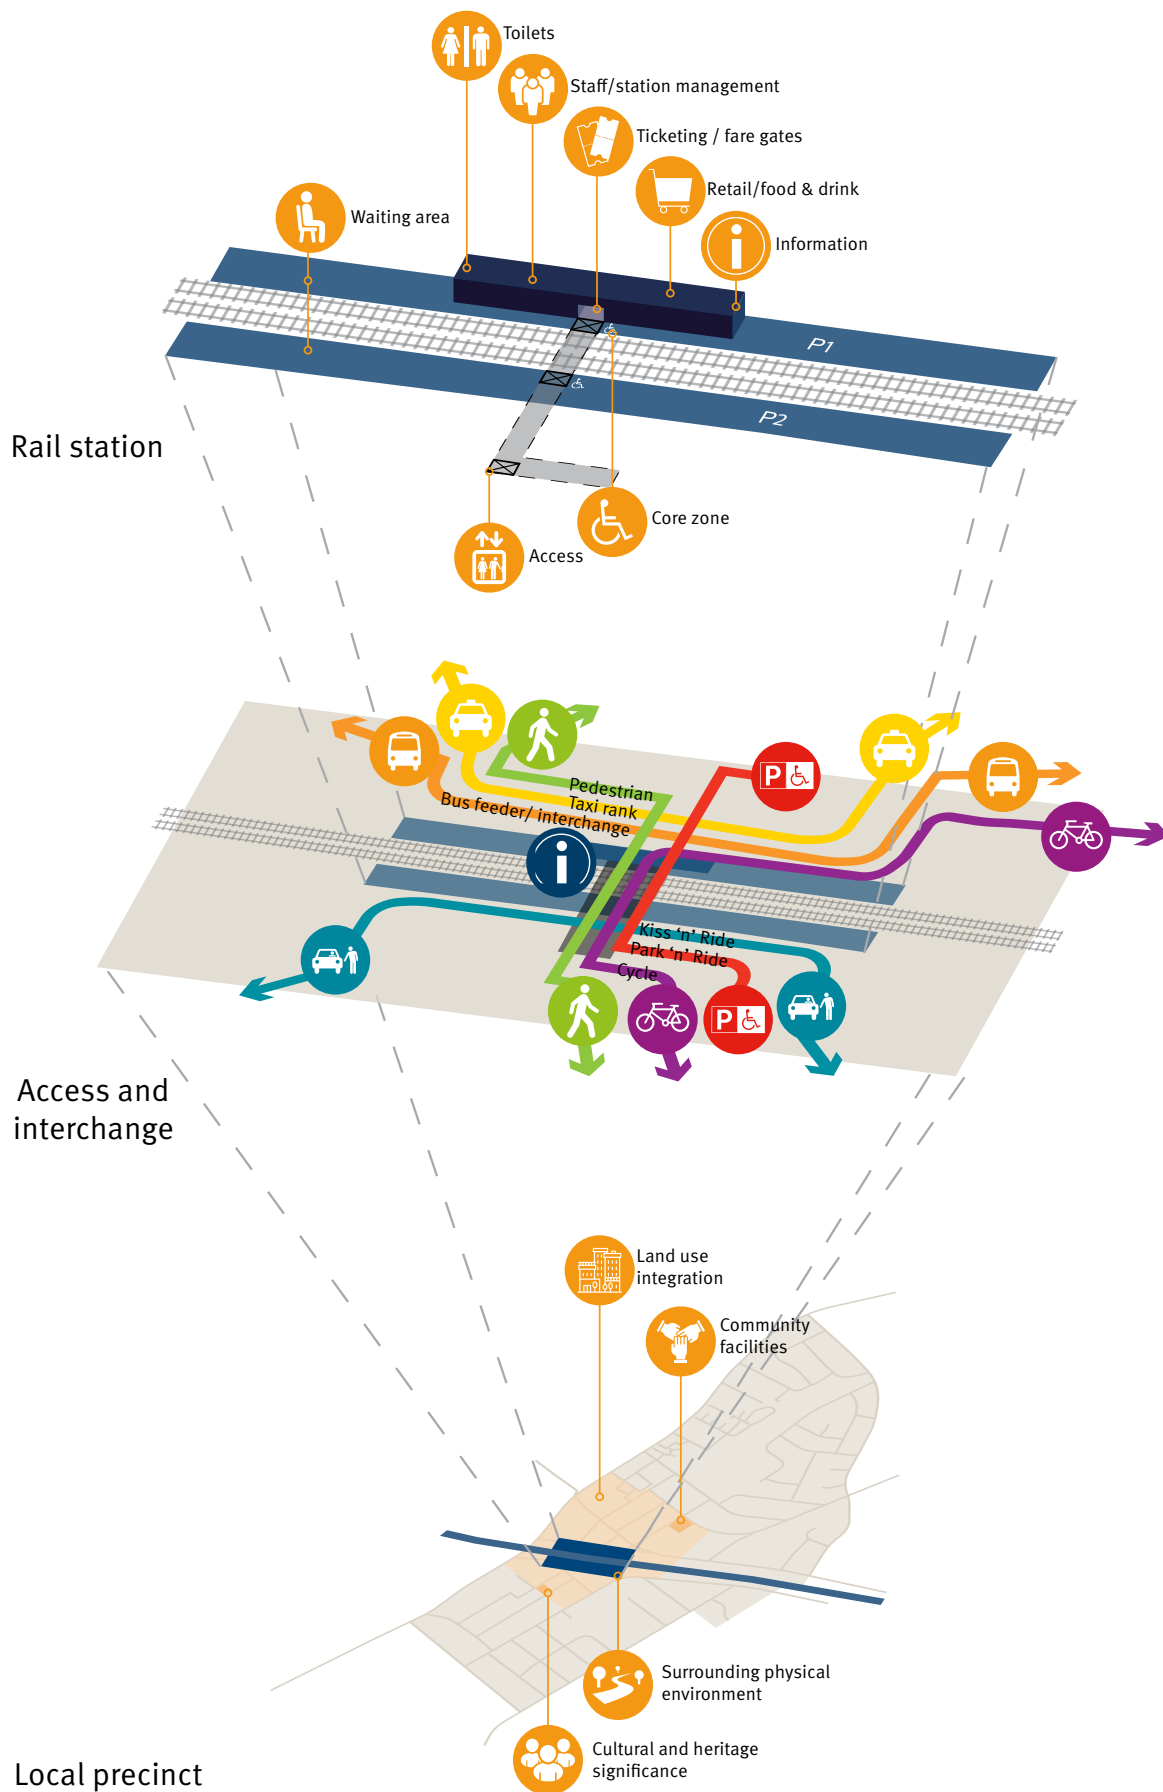 Toilets
Staff/station management
Ticketing / fare gates
Retail/food & drink
Waiting area
Information
P1
P2
Rail station
Core zone
Access
Pedestrian
Taxi rank
Bus feeder/ interchange
P
Kiss ‘n’ Ride
Park ‘n’ Ride
Cycle
P
Access and
interchange
Land use
integration
Community
facilities
Surrounding physical
environment
Cultural and heritage
significance
Local precinct